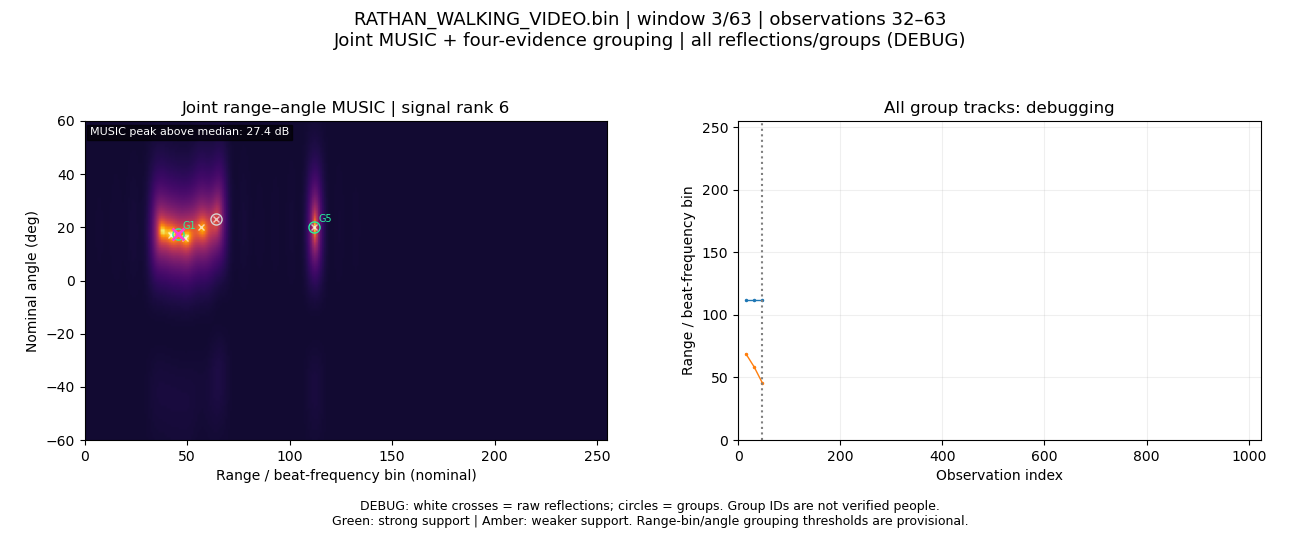 RATHAN_WALKING_VIDEO.bin | window 3/63 | observations 32–63
Joint MUSIC + four-evidence grouping | all reflections/groups (DEBUG)
Joint range–angle MUSIC | signal rank 6
MUSIC peak above median: 27.4 dB
60
40
20
0
−20
−40
−60
Nominal angle (deg)
G1
G5
0
50
100
150
200
250
Range / beat-frequency bin (nominal)
All group tracks: debugging
250
200
150
100
50
0
Range / beat-frequency bin
0
200
400
600
800
1000
Observation index
DEBUG: white crosses = raw reflections; circles = groups. Group IDs are not verified people.
Green: strong support | Amber: weaker support. Range-bin/angle grouping thresholds are provisional.